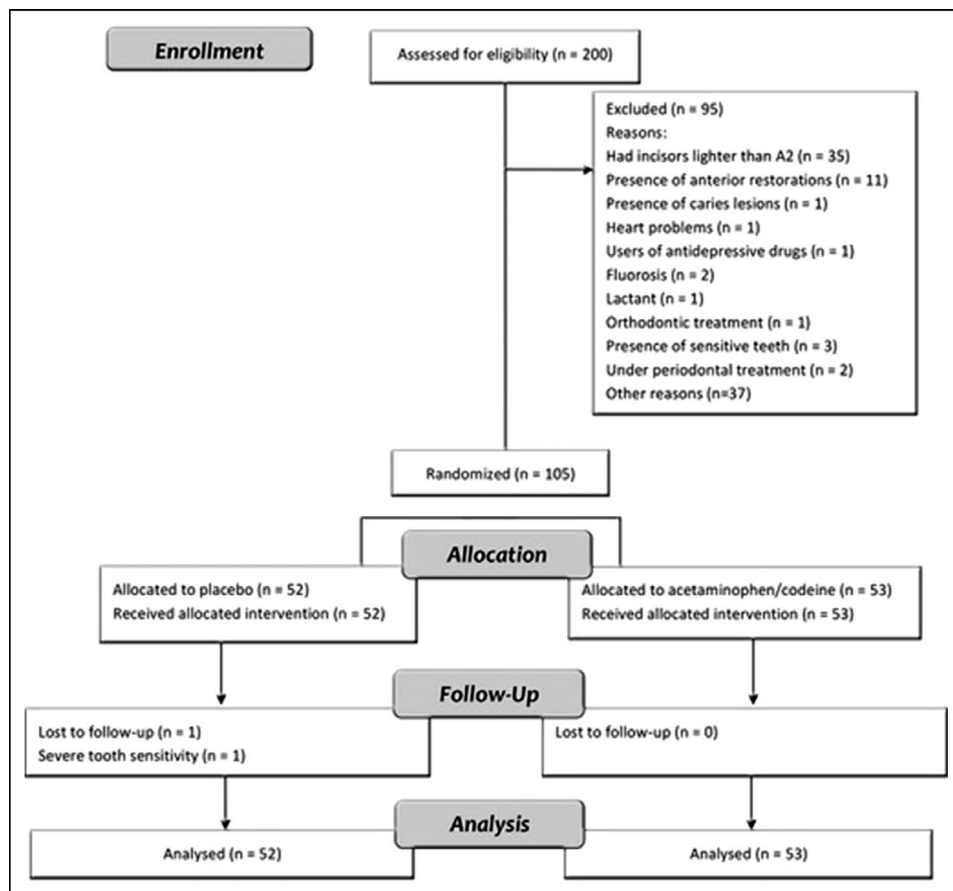 Enrollment
Assessed for eligibility (n = 200)
Excluded (n = 95)
Reasons:
Had incisors lighter than A2 (n = 35)
Presence of anterior restorations (n = 11)
Presence of caries lesions (n = 1)
Heart problems (n = 1)
Users of antidepressive drugs (n = 1)
Fluorosis (n = 2)
Lactant (n = 1)
Orthodontic treatment (n = 1)
Presence of sensitive teeth (n = 3)
Under periodontal treatment (n = 2)
Other reasons (n=37)
Randomized (n = 105)
Allocation
Allocated to placebo (n = 52)
Received allocated intervention (n = 52)
Allocated to acetaminophen/codeine (n = 53)
Received allocated intervention (n = 53)
Follow-Up
Lost to follow-up (n = 1)
Severe tooth sensitivity (n = 1)
Lost to follow-up (n = 0)
Analysis
Analysed (n = 52)
Analysed (n = 53)